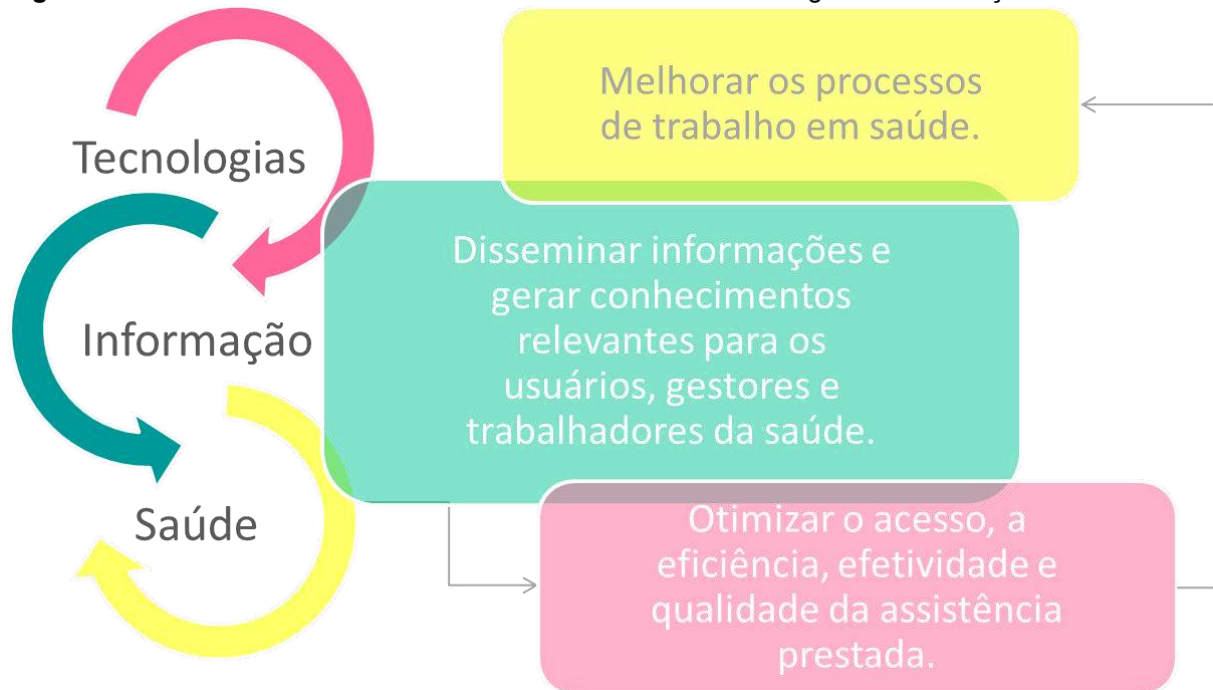 Tecnologias
Informação
Saúde
Melhorar os processos
de trabalho em saúde.
Disseminar informações e
gerar conhecimentos
relevantes para os
usuários, gestores e
trabalhadores da saúde.
Otimizar o acesso, a
eficiência, efetividade e
qualidade da assistência
prestada.